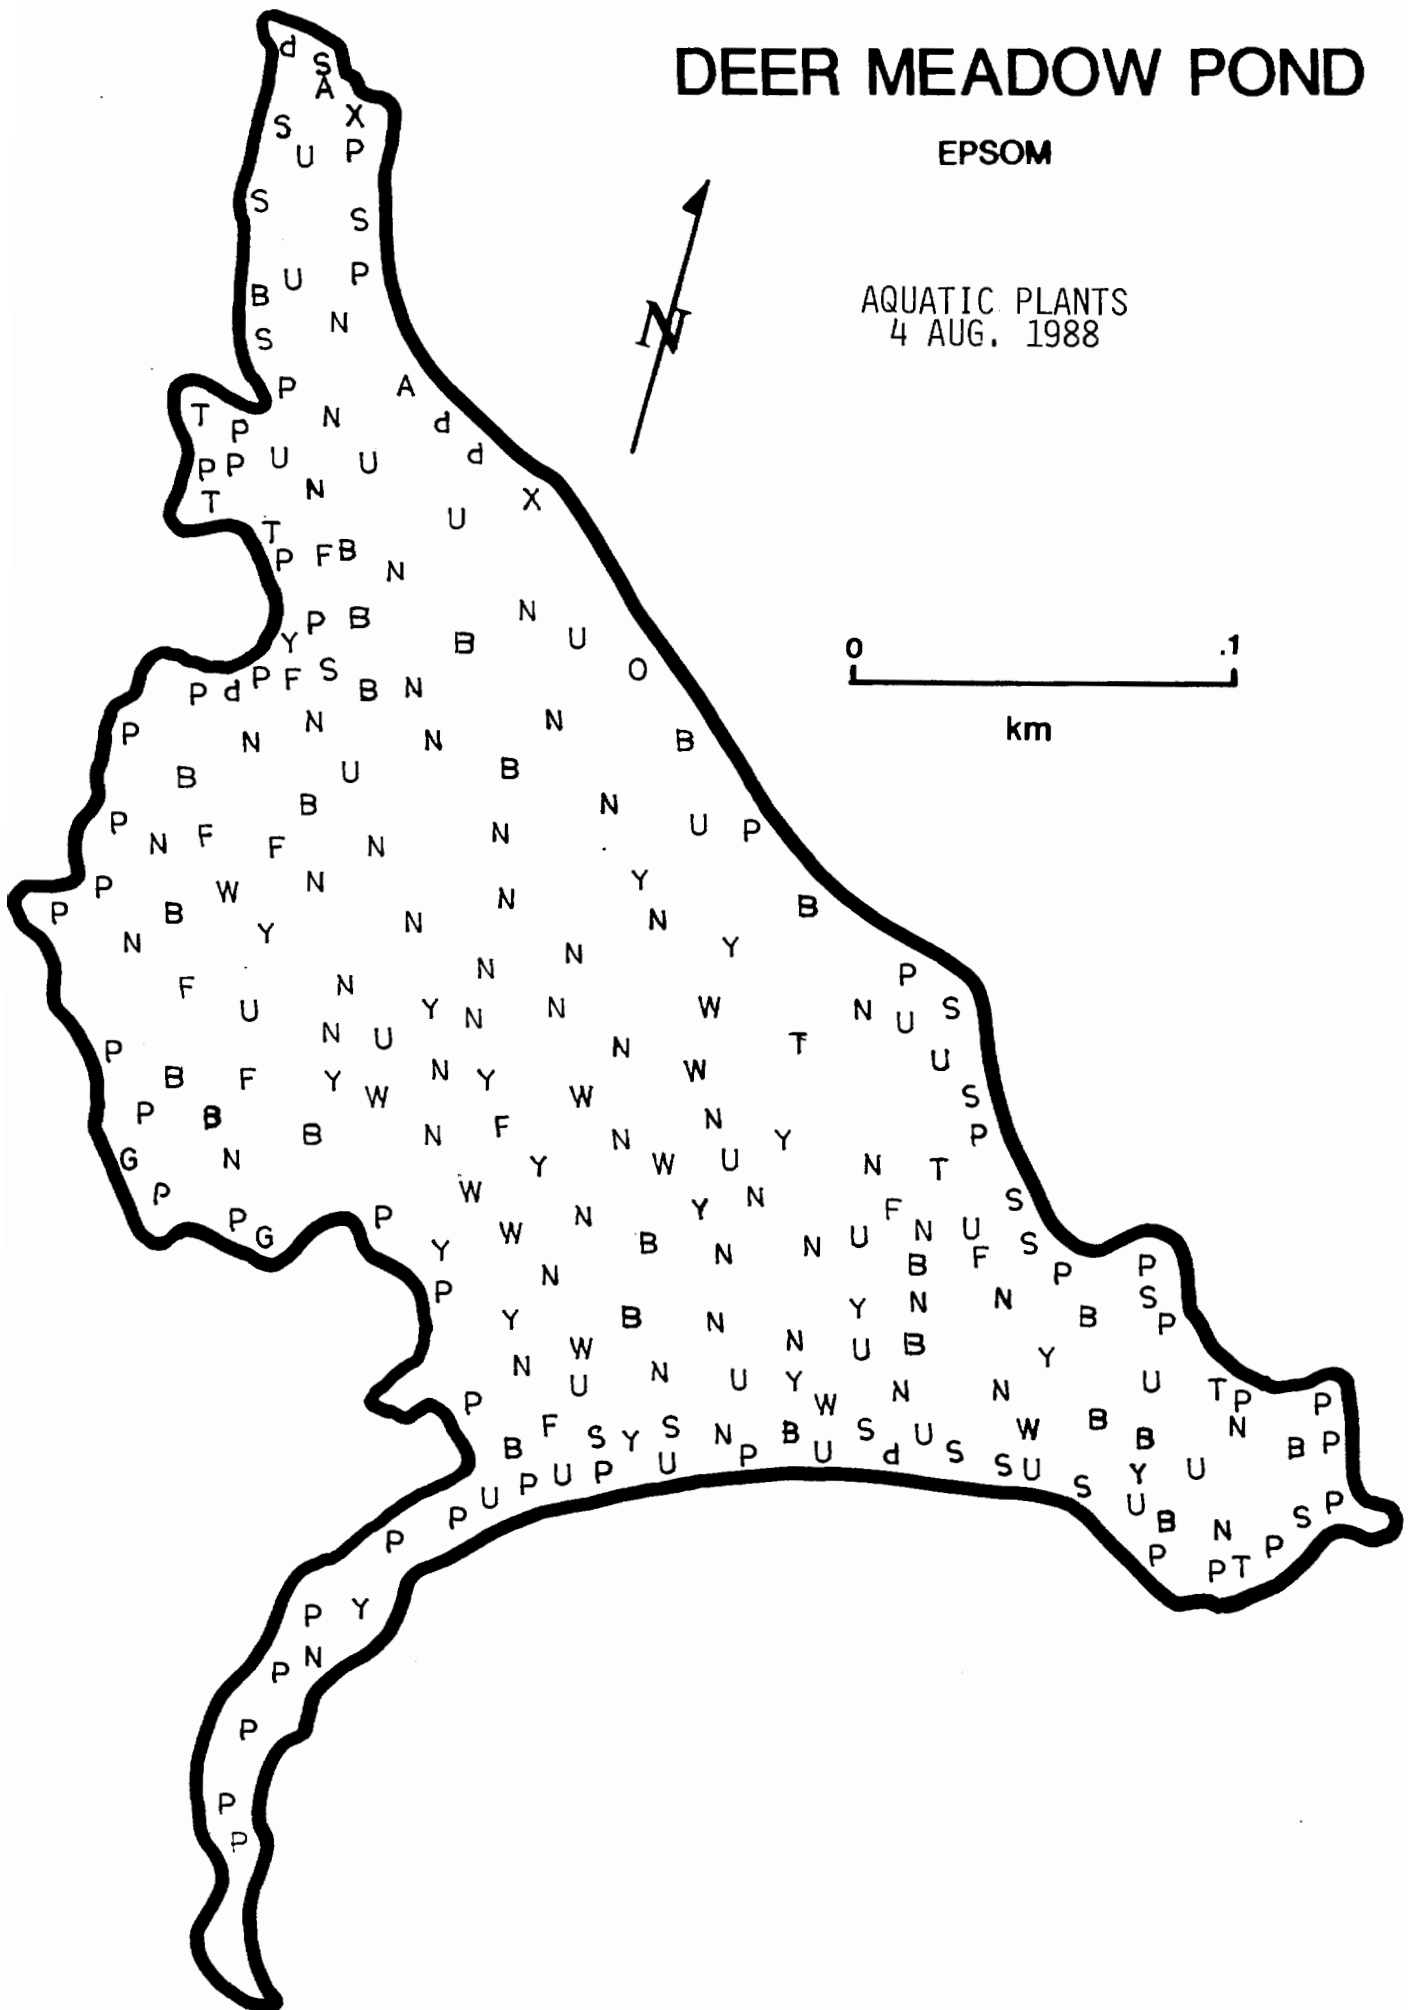 DEER MEADOW POND
EPSOM
AQUATIC PLANTS
4 AUG. 1988
N
0 .1
km
d S
A
X
S
U P
S
S
U P
B
N
S
P A
T P N d
U U d
P P
T N X
U
T
P F B
N
P B N
Y B U
O
P d P F S B N
P N N N N B
B U B
B N
P N F F N N U P
P W N Y
P B N N N B
N Y Y
N N P
F N N
U Y N N W N U S
N U N T
P U
B F Y N Y W W S
P B W N
B N F N Y P
G N Y W U N T
P W N Y N S
P G P W B N N U F N U S
Y N B F P P
P Y B N Y N N B S P
W N U B Y
N U N U Y N N U T P P
P W N
B F S Y S N P B U S d U S W B B B P
P U P U S U S Y U
P U U B N S P
P P P T P
P Y
P N
P
P
P